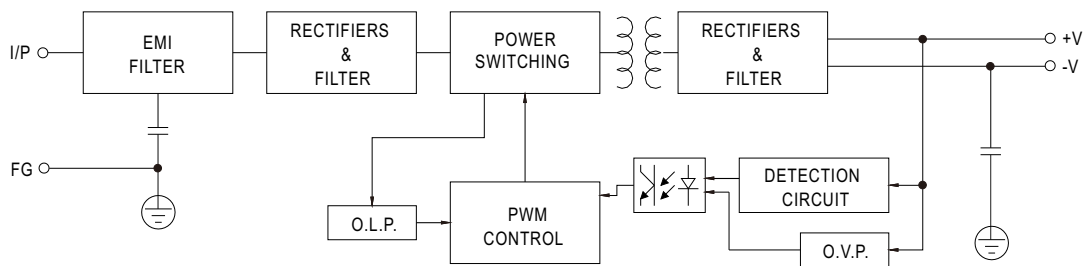 I/P
EMI
FILTER
RECTIFIERS
&
FILTER
POWER
SWITCHING
RECTIFIERS
&
FILTER
+V
-V
FG
O.L.P.
PWM
CONTROL
DETECTION
CIRCUIT
O.V.P.